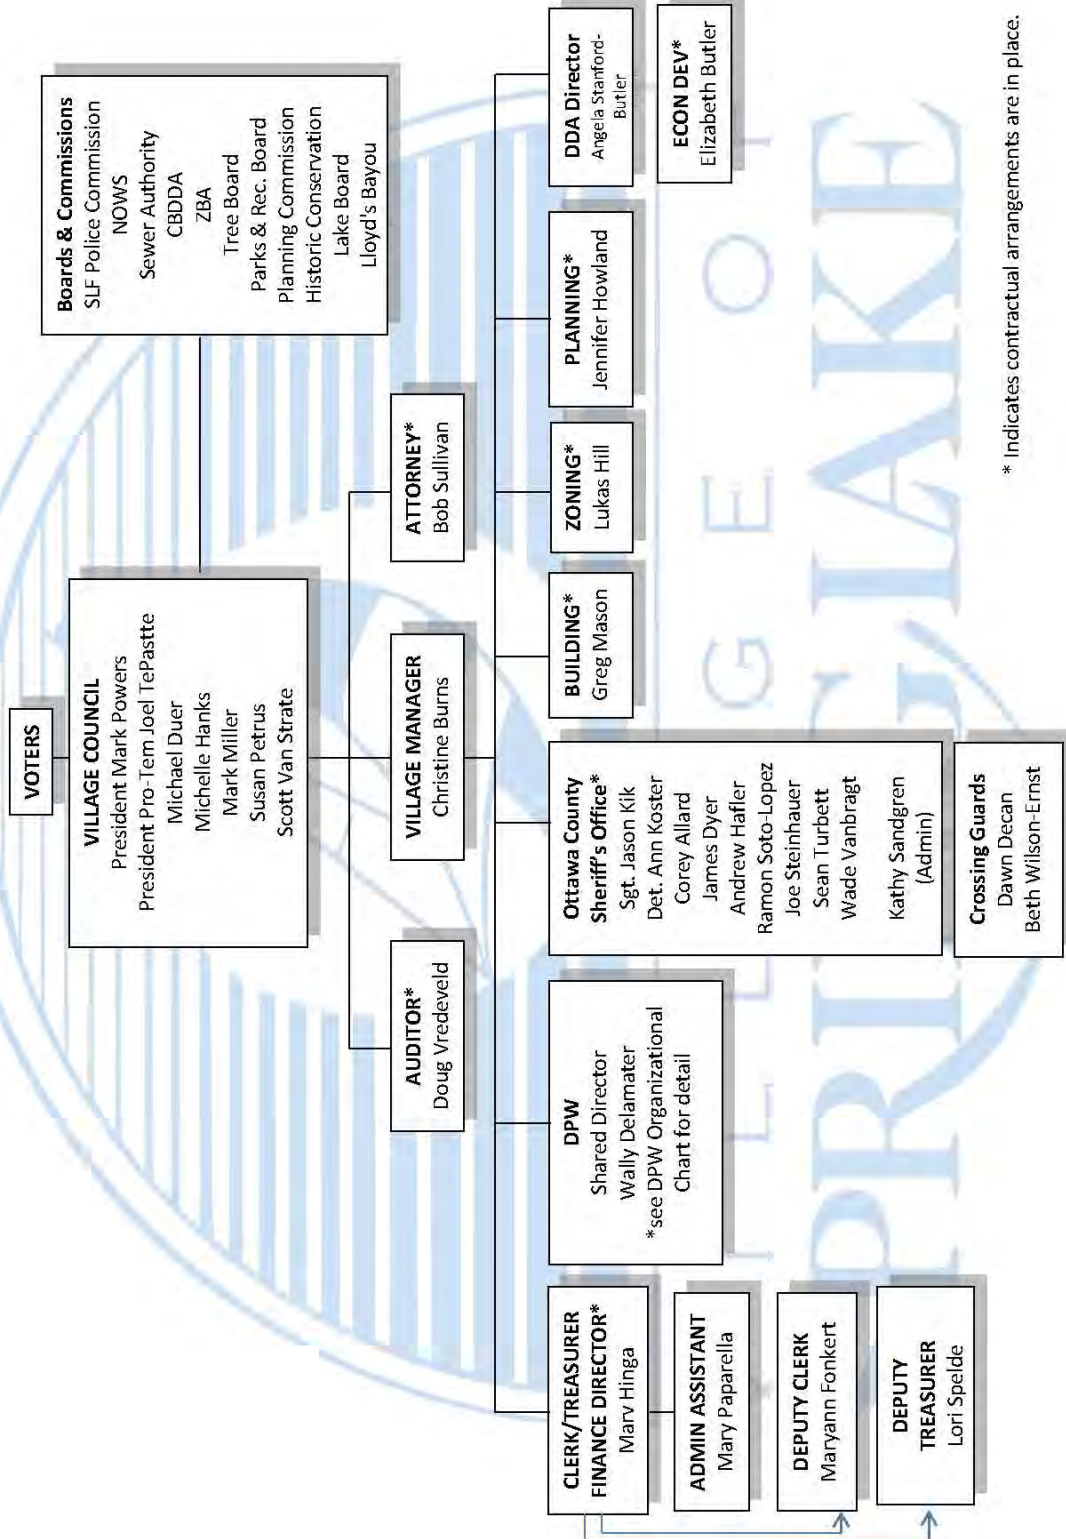 VOTERS
VILLAGE COUNCIL
President Mark Powers
President Pro-Tem Joel TePastte
Michael Duer
Michelle Hanks
Mark Miller
Susan Petrus
Scott Van Strate
Boards & Commissions
SLF Police Commission
NOWS
Sewer Authority
CBDDA
ZBA
Tree Board
Parks & Rec. Board
Planning Commission
Historic Conservation
Lake Board
Lloyd's Bayou
AUDITOR*
Doug Vredeveld
VILLAGE MANAGER
Christine Burns
ATTORNEY*
Bob Sullivan
CLERK/TREASURER
FINANCE DIRECTOR*
Marv Hinga
ADMIN ASSISTANT
Mary Paparella
DEPUTY CLERK
Maryann Fonkert
DEPUTY
TREASURER
Lori Spelde
DPW
Shared Director
Wally Delamater
*see DPW Organizational
Chart for detail
Ottawa County
Sheriff's Office*
Sgt. Jason Kik
Det. Ann Koster
Corey Allard
James Dyer
Andrew Hafler
Ramon Soto-Lopez
Joe Steinhauer
Sean Turbett
Wade Vanbragt
Kathy Sandgren
(Admin)
Crossing Guards
Dawn Decan
Beth Wilson-Ernst
BUILDING*
Greg Mason
ZONING*
Lukas Hill
PLANNING*
Jennifer Howland
DDA Director
Angela Stanford-
Butler
ECON DEV*
Elizabeth Butler
* Indicates contractual arrangements are in place.